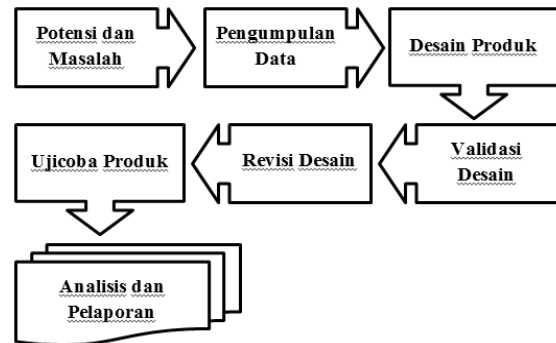 Potensi dan
Masalah
Pengumpulan
Data
Desain Produk
Validasi
Desain
Revisi Desain
Ujicoba Produk
Analisis dan
Pelaporan